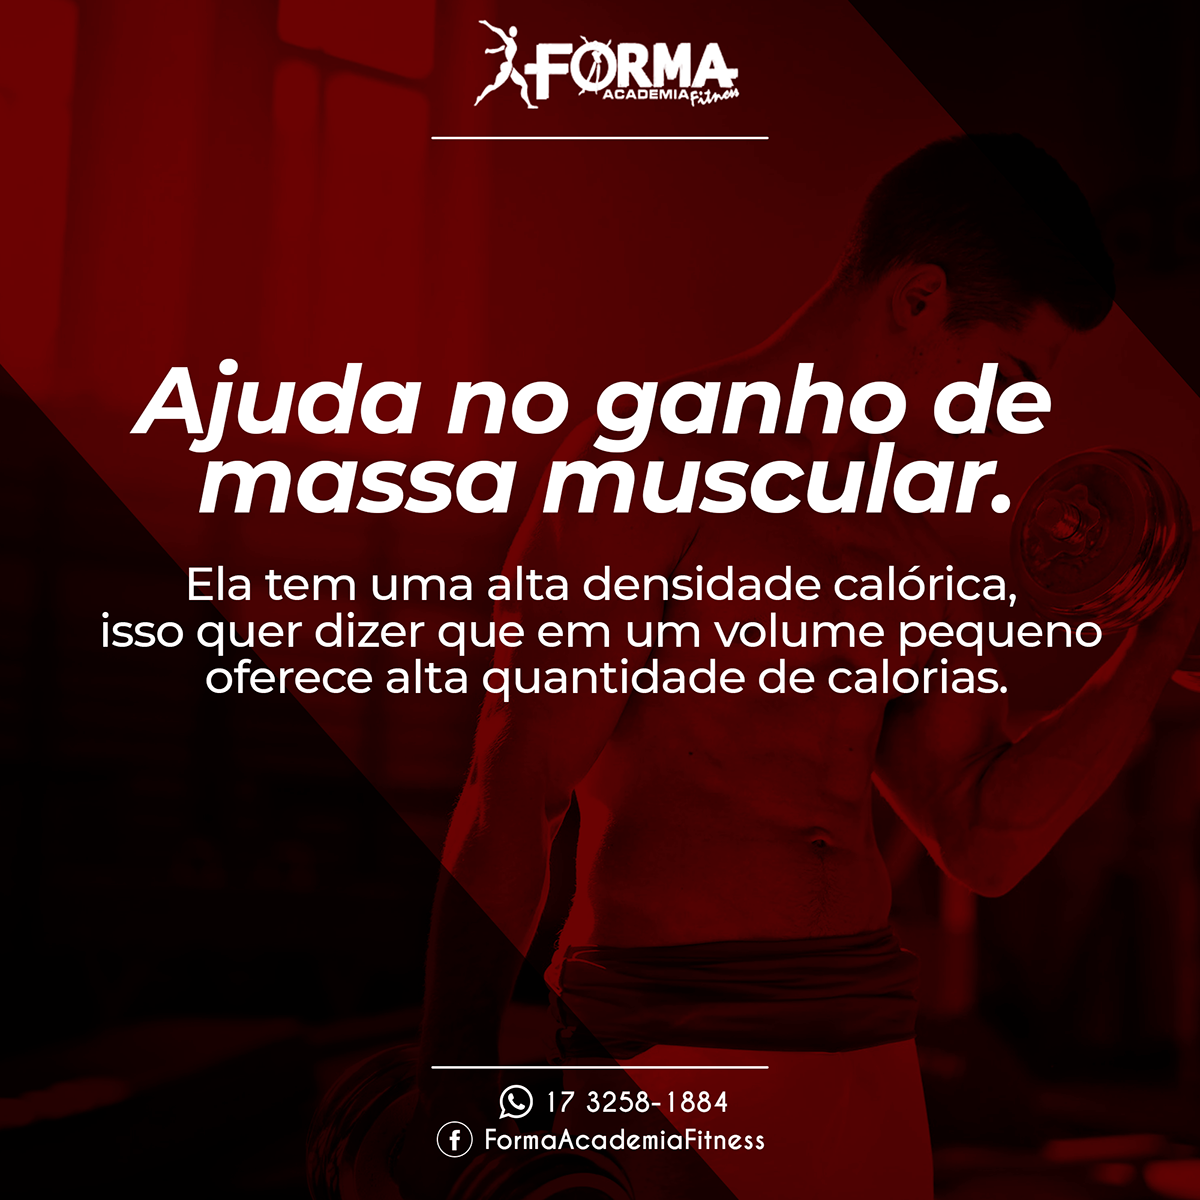 FORMA
ACADEMIA Fitness
Ajuda no ganho de
massa muscular.
Ela tem uma alta densidade calórica,
isso quer dizer que em um volume pequeno
oferece alta quantidade de calorias.
17 3258-1884
FormaAcademiaFitness